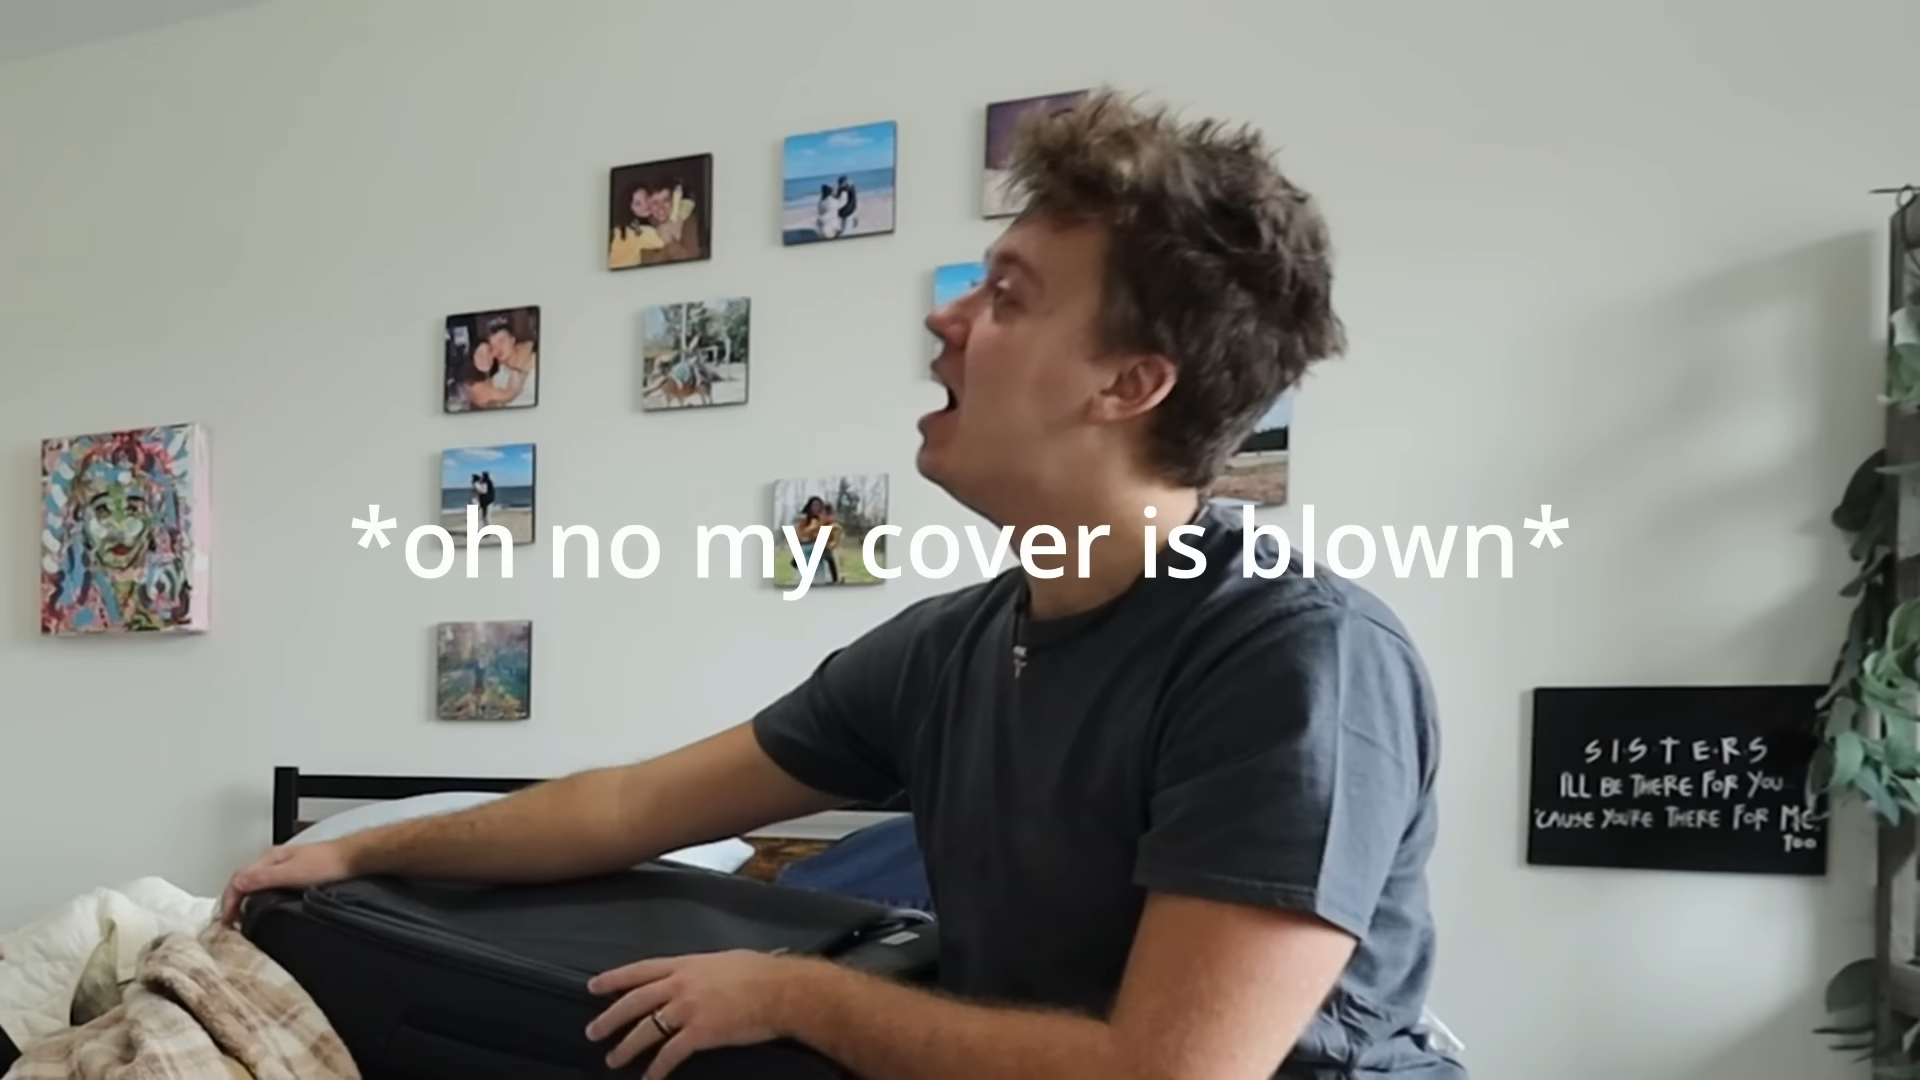 *oh no my cover is blown*
SISTERS
I'LL BE THERE FOR YOU
'CAUSE YOU'RE THERE FOR ME,
TOO